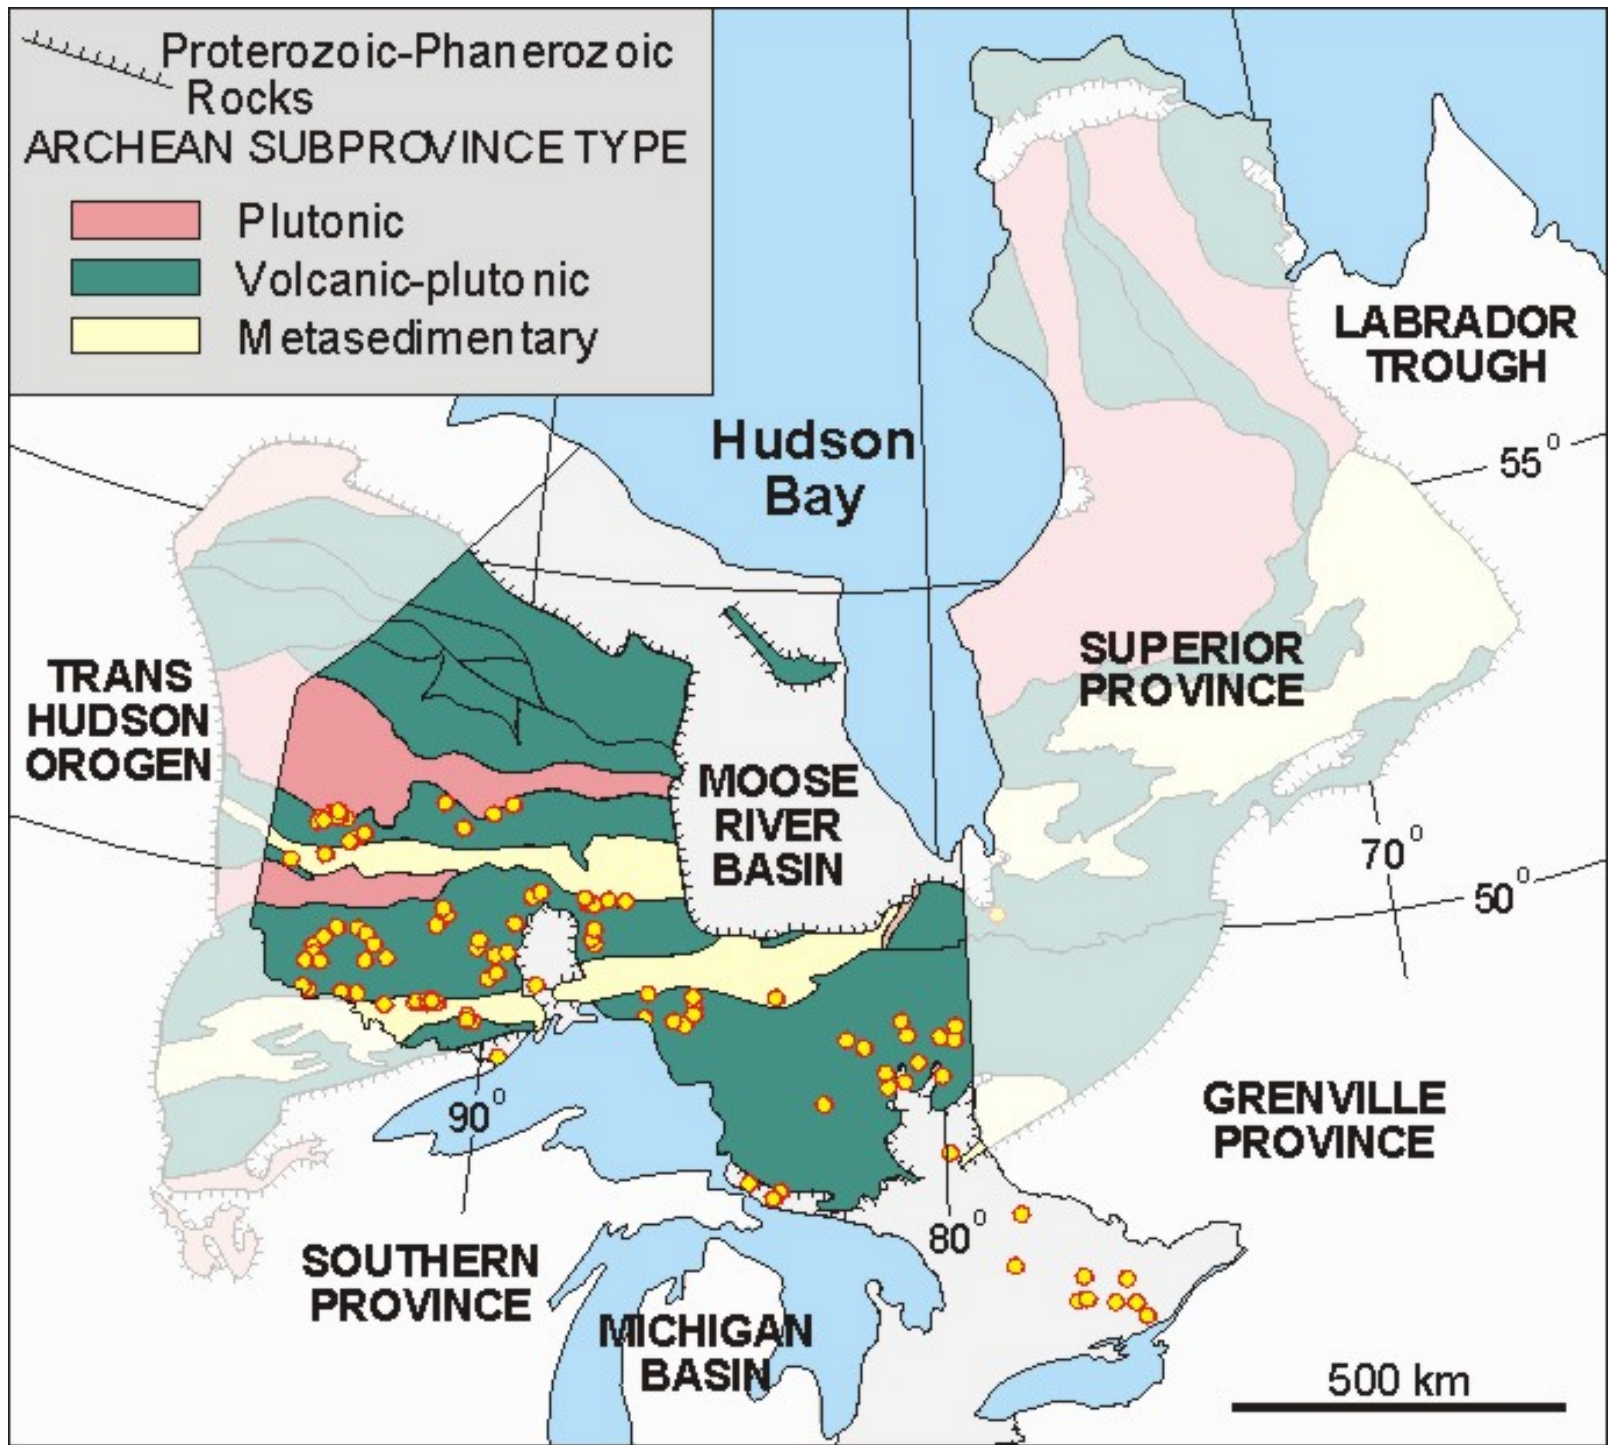 Proterozoic-Phanerozoic
Rocks
ARCHEAN SUBPROVINCE TYPE
Plutonic
Volcanic-plutonic
Metasedimentary
LABRADOR
TROUGH
Hudson
Bay
55°
TRANS
HUDSON
OROGEN
SUPERIOR
PROVINCE
MOOSE
RIVER
BASIN
70°
50°
90°
GRENVILLE
PROVINCE
80°
SOUTHERN
PROVINCE
MICHIGAN
BASIN
500 km